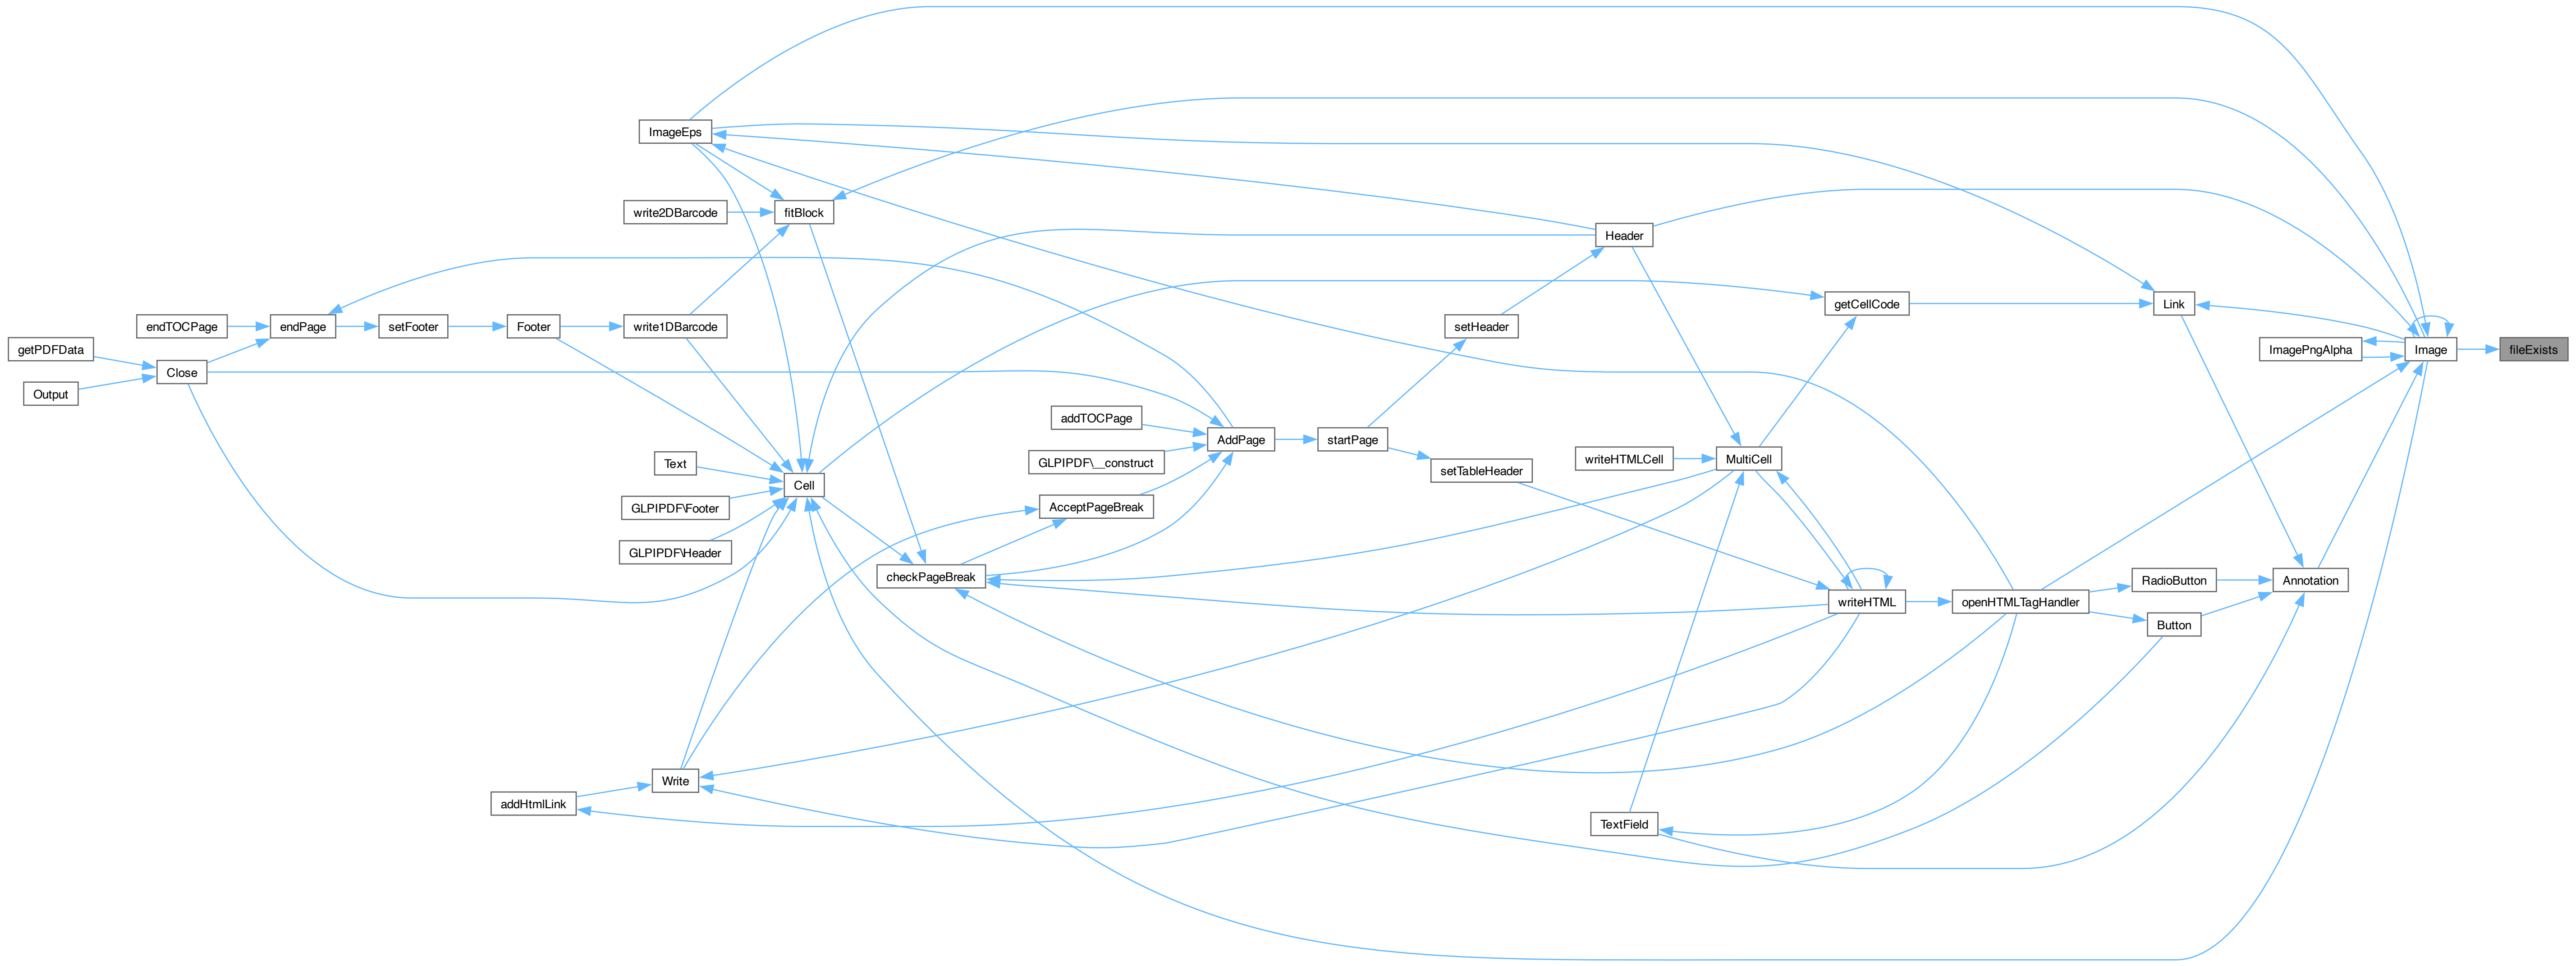 ImageEps
write2DBarcode
fitBlock
Header
getCellCode
Link
endTOCPage
endPage
setFooter
Footer
write1DBarcode
setHeader
getPDFData
ImagePngAlpha
Image
fileExists
Close
Output
addTOCPage
AddPage
startPage
GLPIPDF\__construct
Text
writeHTMLCell
MultiCell
setTableHeader
Cell
GLPIPDF\Footer
AcceptPageBreak
GLPIPDF\Header
checkPageBreak
RadioButton
Annotation
writeHTML
openHTMLTagHandler
Button
Write
addHtmlLink
TextField